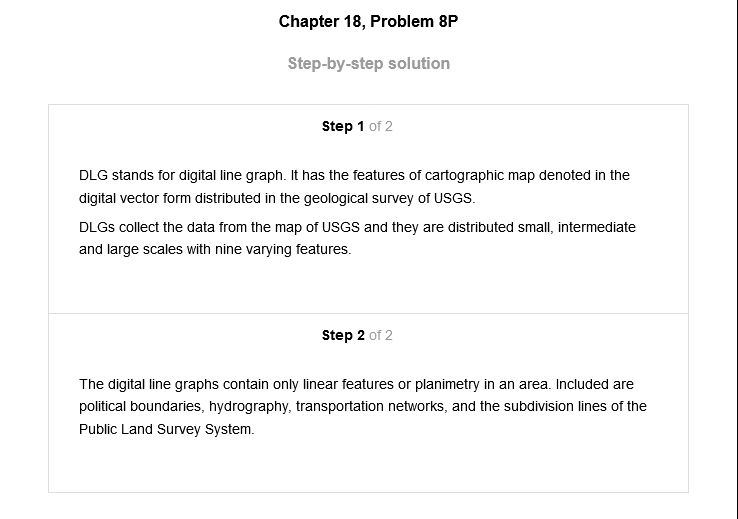 Chapter 18, Problem 8P
Step-by-step solution
Step 1 of 2
DLG stands for digital line graph. It has the features of cartographic map denoted in the
digital vector form distributed in the geological survey of USGS.
DLGs collect the data from the map of USGS and they are distributed small, intermediate
and large scales with nine varying features.
Step 2 of 2
The digital line graphs contain only linear features or planimetry in an area. Included are
political boundaries, hydrography, transportation networks, and the subdivision lines of the
Public Land Survey System.